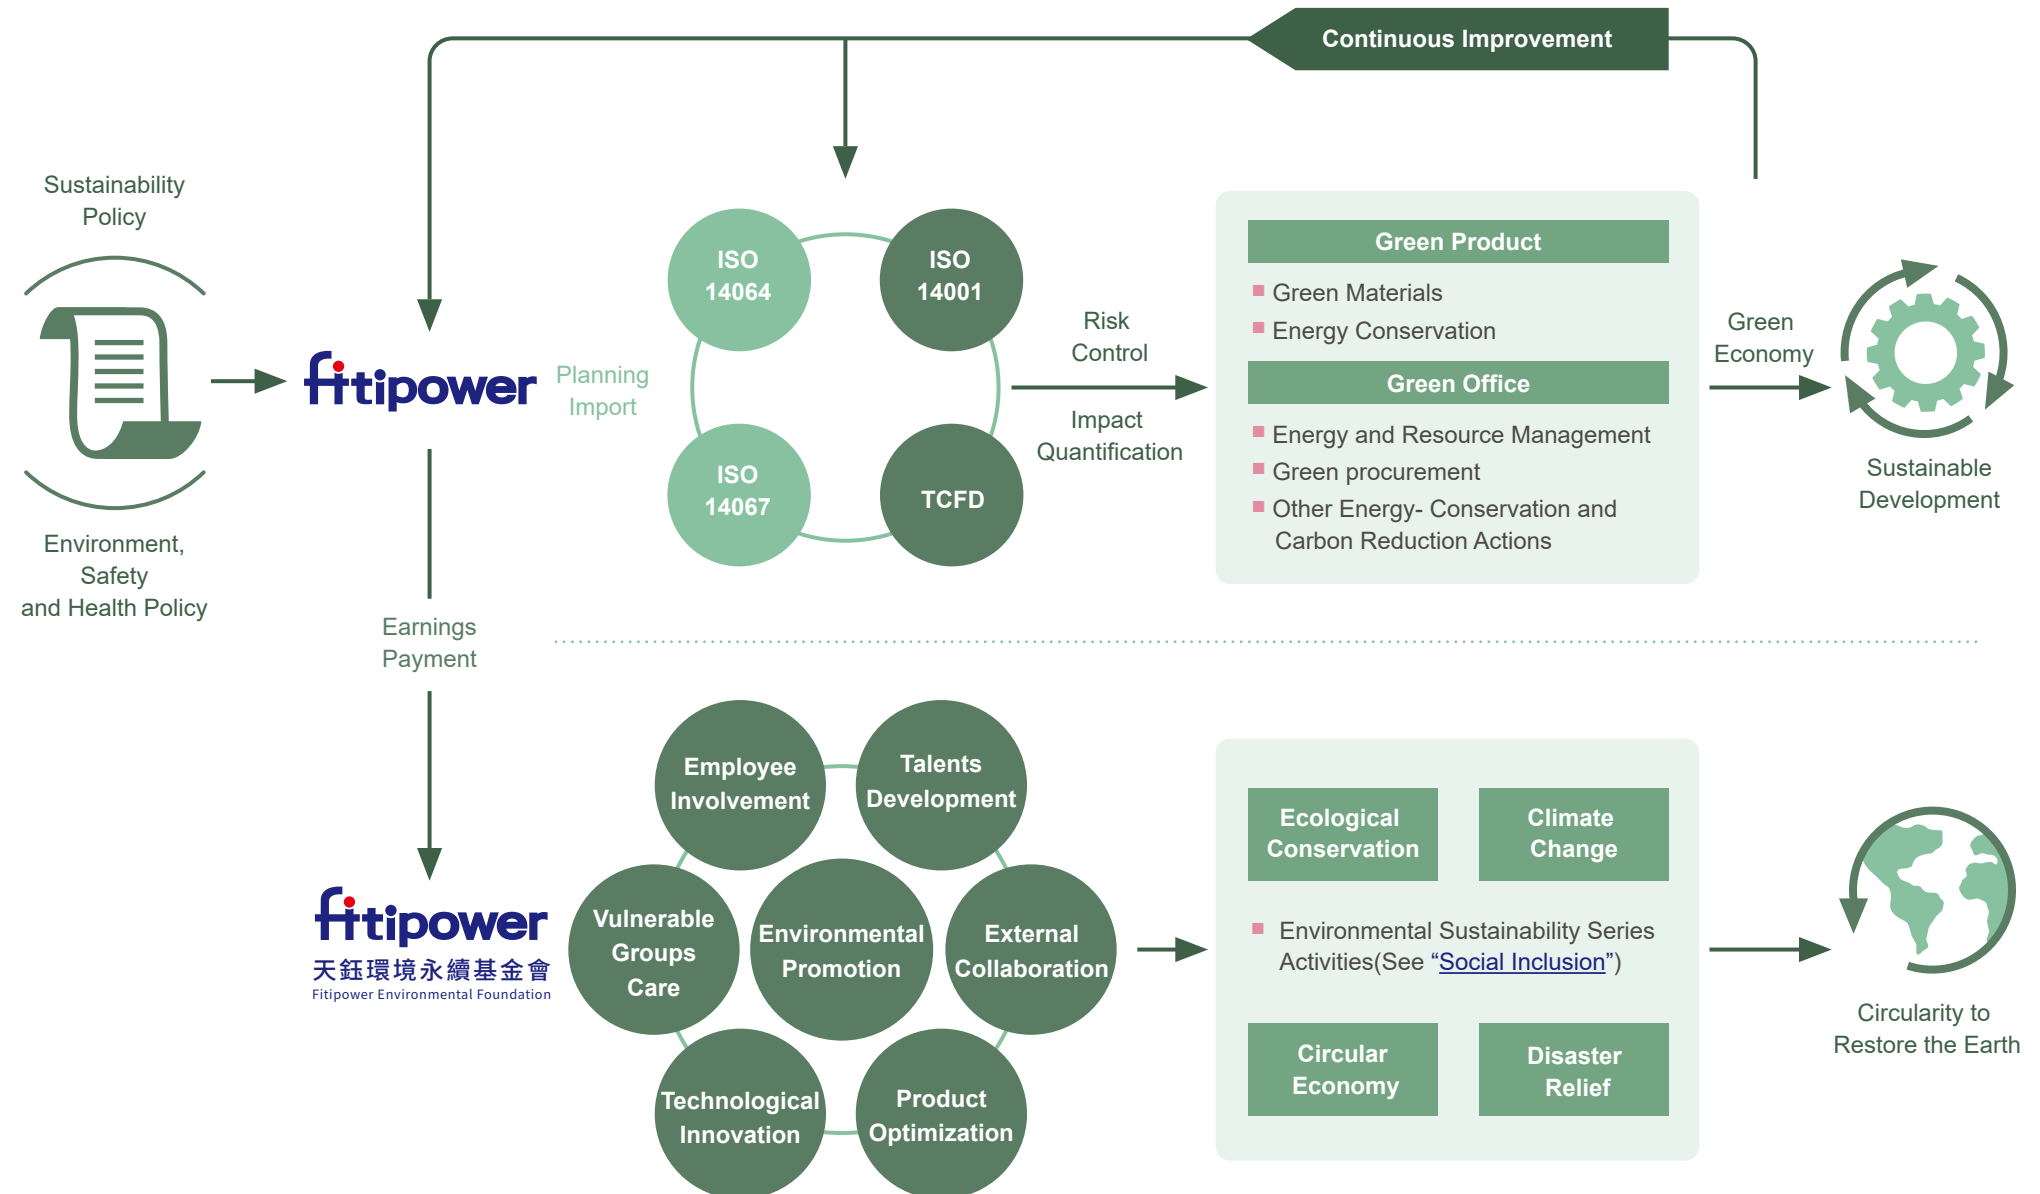 Continuous Improvement
Sustainability
Policy
Environment,
Safety
and Health Policy
fitipower
Planning
Import
ISO
14064
ISO
14001
ISO
14067
TCFD
Risk
Control
Impact
Quantification
Green Product
Green Materials
Energy Conservation
Green Office
Energy and Resource Management
Green procurement
Other Energy- Conservation and
Carbon Reduction Actions
Green
Economy
Sustainable
Development
Earnings
Payment
fitipower
天鈺環境永續基金會
Fitipower Environmental Foundation
Employee
Involvement
Talents
Development
Vulnerable
Groups
Care
Environmental
Promotion
External
Collaboration
Technological
Innovation
Product
Optimization
Ecological
Conservation
Climate
Change
Environmental Sustainability Series
Activities(See “Social Inclusion”)
Circular
Economy
Disaster
Relief
Circularity to
Restore the Earth